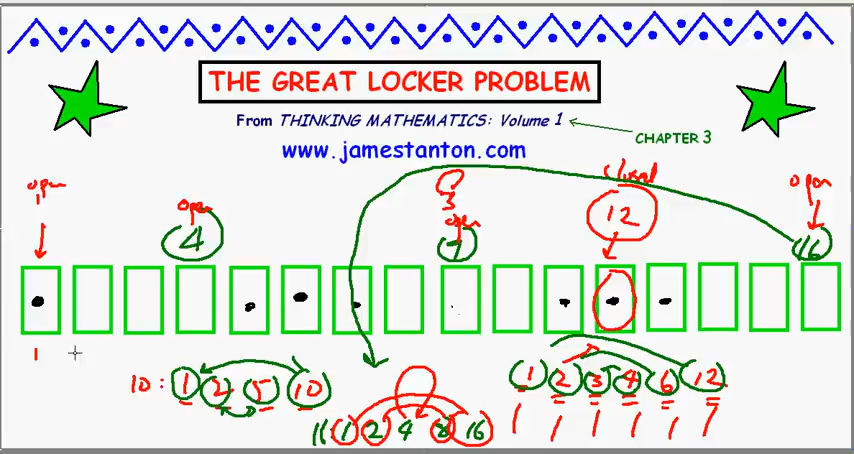 THE GREAT LOCKER PROBLEM
From THINKING MATHEMATICS: Volume 1
CHAPTER 3
www.jamestanton.com
open
1
open
4
open
closed
12
open
16
1
10: 1 2 5 10
1 2 4 8 16
1 2 3 4 6 12